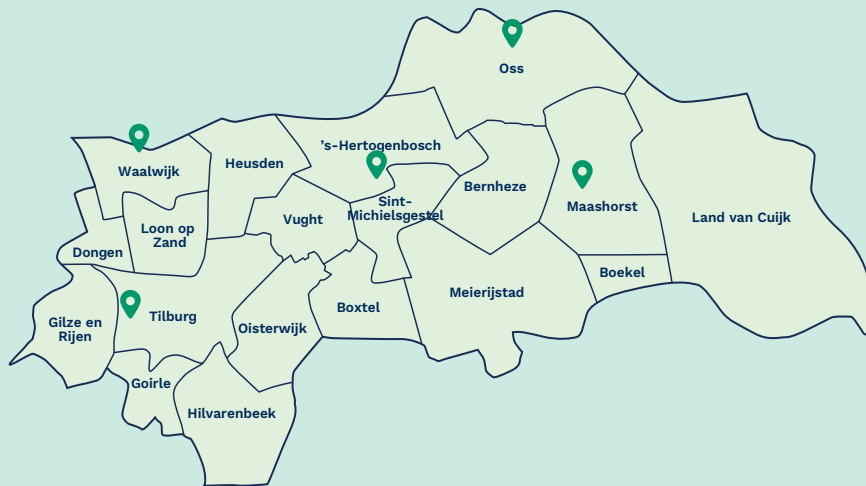 Oss
's-Hertogenbosch
Heusden
Waalwijk
Bernheze
Sint-
Michielsgestel
Maashorst
Vught
Land van Cuijk
Loon op
Zand
Dongen
Boekel
Meierijstad
Boxtel
Tilburg
Gilze en
Rijen
Oisterwijk
Goirle
Hilvarenbeek